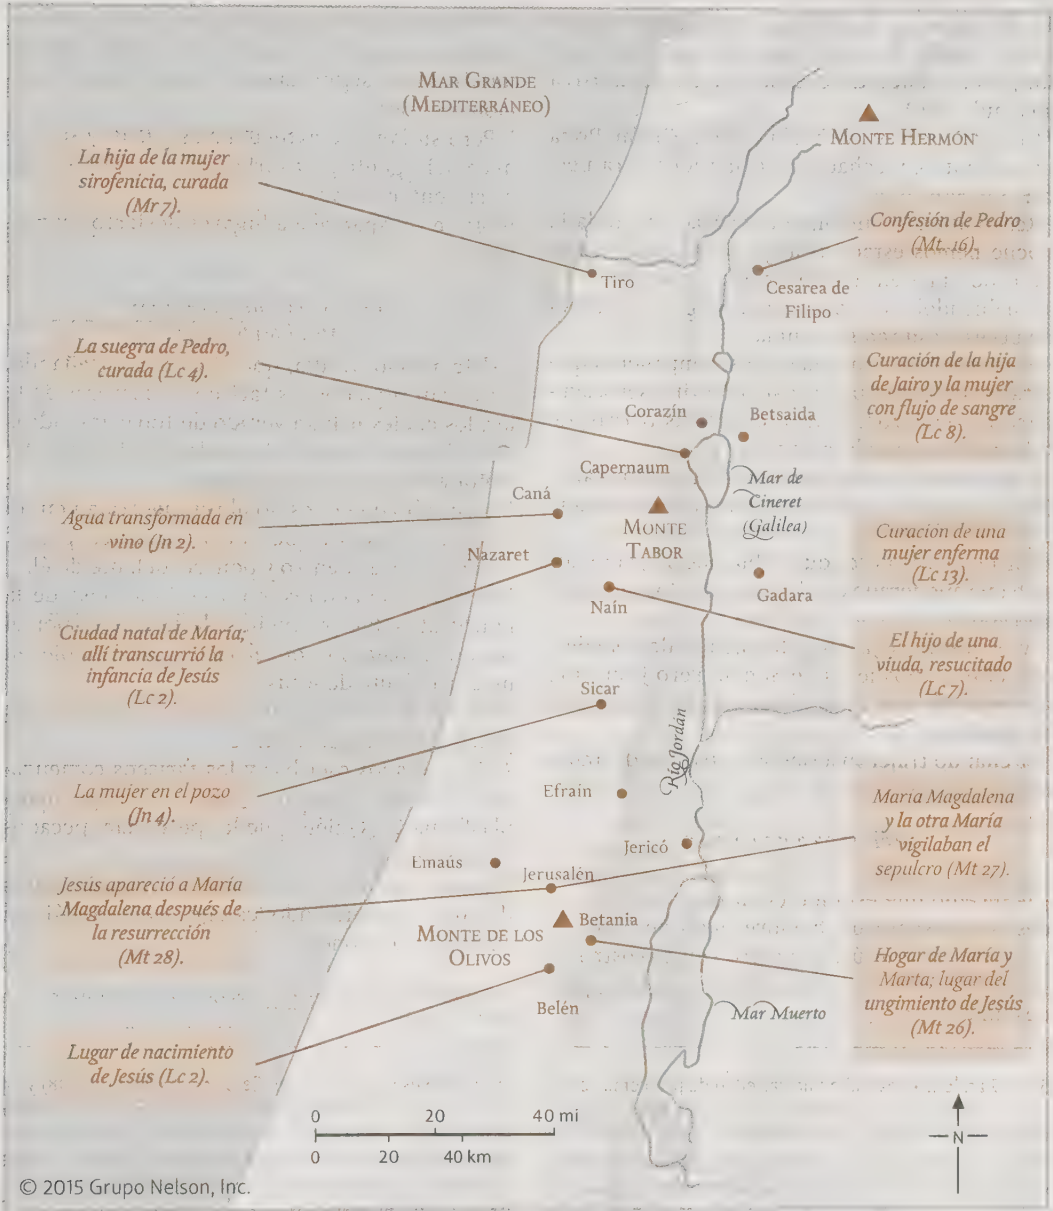 MAR GRANDE
(MEDITERRÁNEO)
MONTE HERMÓN
La hija de la mujer
sirofenicia, curada
(Mr 7).
Confesión de Pedro
(Mt. 16).
Tiro
Cesárea de
Filipo
La suegra de Pedro,
curada (Lc 4).
Curación de la hija
de Jairo y la mujer
con flujo de sangre
(Lc 8).
Corazín
Betsaida
Capernaum
Mar de
Cineret
(Galilea)
Caná
Agua transformada en
vino (Jn 2).
MONTE
TABOR
Curación de una
mujer enferma
(Lc 13).
Nazaret
Gadara
Naín
Ciudad natal de María;
allí transcurrió la
infancia de Jesús
(Lc 2).
El hijo de una
viuda, resucitado
(Lc 7).
Sicar
Río Jordán
La mujer en el pozo
(Jn 4).
Efraín
María Magdalena
y la otra María
vigilaban el
sepulcro (Mt 27).
Jericó
Emaús
Jerusalén
Jesús apareció a María
Magdalena después de
la resurrección
(Mt 28).
Betania
MONTE DE LOS
OLIVOS
Hogar de María y
Marta; lugar del
ungimiento de Jesús
(Mt 26).
Belén
Mar Muerto
Lugar de nacimiento
de Jesús (Lc 2).
0 20 40 mi
0 20 40 km
N
© 2015 Grupo Nelson, Inc.